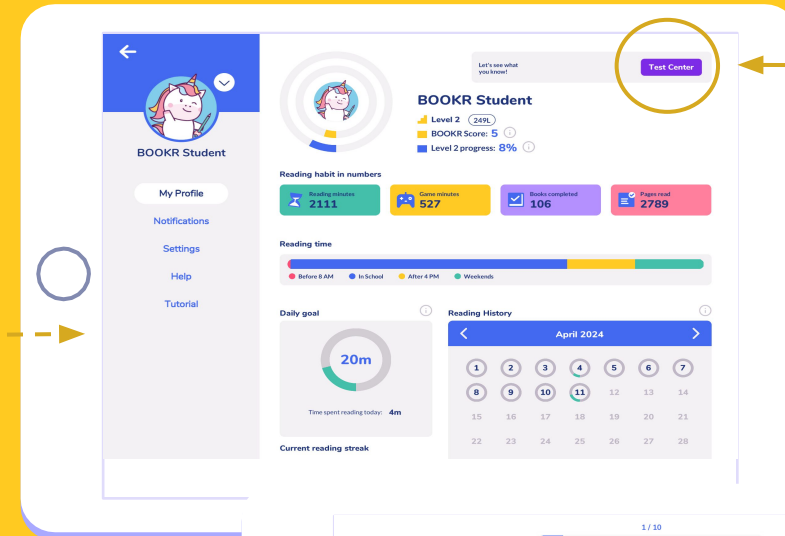 Let's see what
you know!
Test Center
BOOKR Student
Level 2 249L
BOOKR Score: 5
Level 2 progress: 8%
BOOKR Student
My Profile
Notifications
Settings
Help
Tutorial
Reading habit in numbers
Reading minutes
2111
Game minutes
527
Books completed
106
Pages read
2789
Reading time
Before 8 AM In School After 4 PM Weekends
Daily goal
20m
Time spent reading today: 4m
Current reading streak
Reading History
April 2024
1 2 3 4 5 6 7
8 9 10 11 12 13 14
15 16 17 18 19 20 21
22 23 24 25 26 27 28
1 / 10